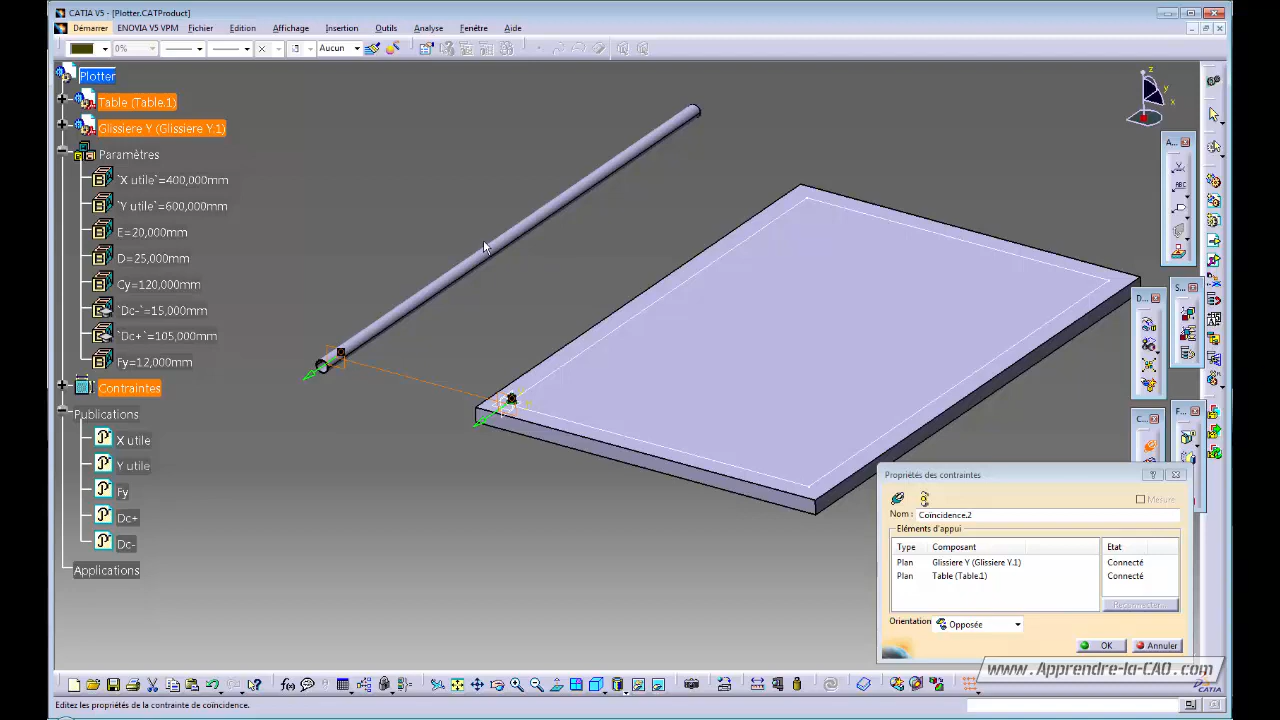 CATIA V5 - [Plotter.CATProduct]
Démarrer ENOVIA V5 VPM Fichier Edition Affichage Insertion Outils Analyse Fenêtre Aide
0% Aucun
Plotter
Table (Table.1)
Glissiere Y (Glissiere Y.1)
Paramètres
`X utile`=400,000mm
`Y utile`=600,000mm
E=20,000mm
D=25,000mm
Cy=120,000mm
`Dc-`=15,000mm
`Dc+`=105,000mm
Fy=12,000mm
Contraintes
Publications
X utile
Y utile
Fy
Dc+
Dc-
Applications
z
y
x
A...
ABC
D...
S...
C...
F...
Propriétés des contraintes
Mesure
Nom : Coïncidence.2
Eléments d'appui
Type Composant Etat
Plan Glissiere Y (Glissiere Y.1) Connecté
Plan Table (Table.1) Connecté
Reconnecter...
Orientation Opposée
OK Annuler
www.Apprendre-la-CAO.com
CATIA
Editez les propriétés de la contrainte de coïncidence.